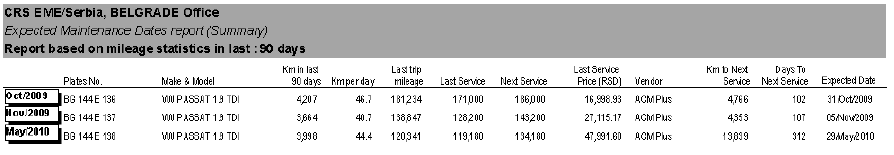 CRS EME/Serbia, BELGRADE Office
Expected Maintenance Dates report (Summary)
Report based on mileage statistics in last : 90 days
Plates No. Make & Model Km in last 90 days Km per day Last trip mileage Last Service Next Service Last Service Price (RSD) Vendor Km to Next Service Days To Next Service Expected Date
Oct/2009
BG 144 E 136 VW PASSAT 1.9 TDI 4,207 46.7 181,234 171,000 186,000 16,998.93 ACM Plus 4,766 102 31/Oct/2009
Nov/2009
BG 144 E 137 VW PASSAT 1.9 TDI 3,664 40.7 138,847 128,200 143,200 27,115.17 ACM Plus 4,353 107 05/Nov/2009
May/2010
BG 144 E 138 VW PASSAT 1.9 TDI 3,998 44.4 120,341 119,180 134,180 47,991.60 ACM Plus 13,839 312 29/May/2010